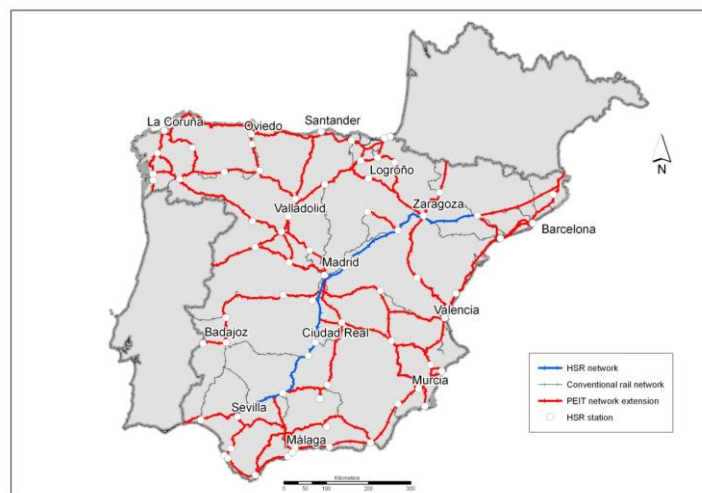 La Coruña
Oviedo
Santander
Logróño
N
Valladolid
Zaragoza
Barcelona
Madrid
Valencia
Badajoz
Ciudad Real
HSR network
Conventional rail network
PEIT network extension
HSR station
Murcia
Sevilla
Málaga
Kilometers
0 50 100 200 300